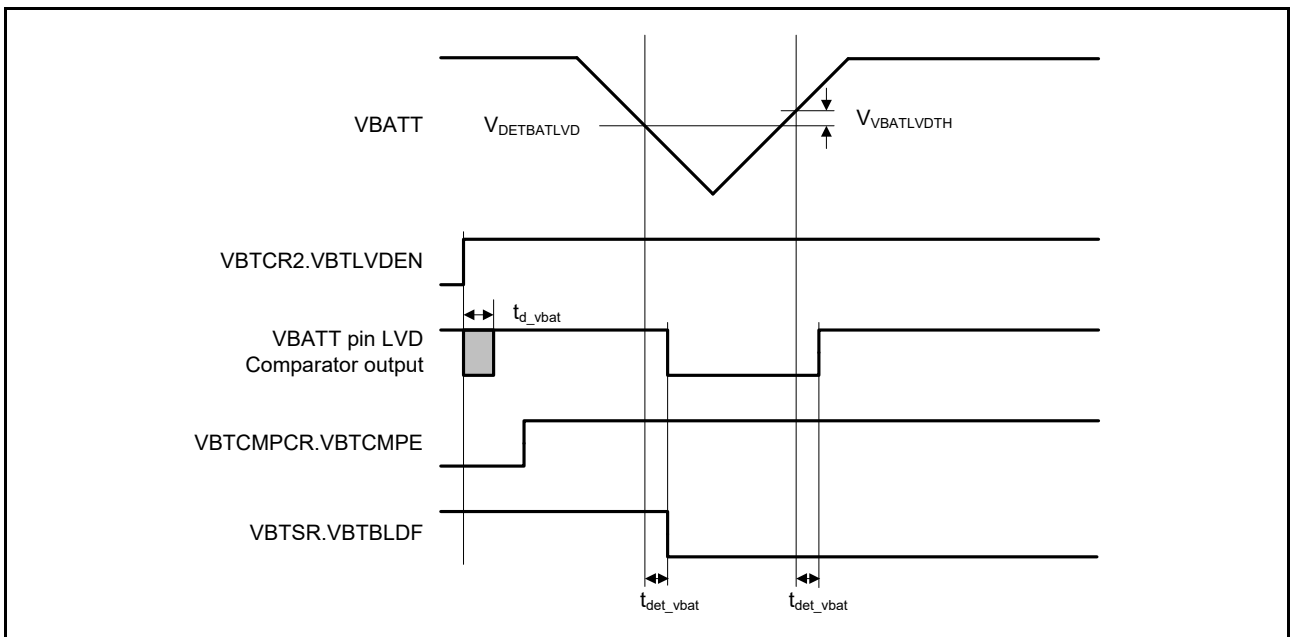 VBATT
VDETBATLVD
VVBATLVDTH
VBTCR2.VBTLVDEN
td_vbat
VBATT pin LVD
Comparator output
VBTCMPCR.VBTCMPE
VBTSR.VBTBLDF
tdet_vbat
tdet_vbat